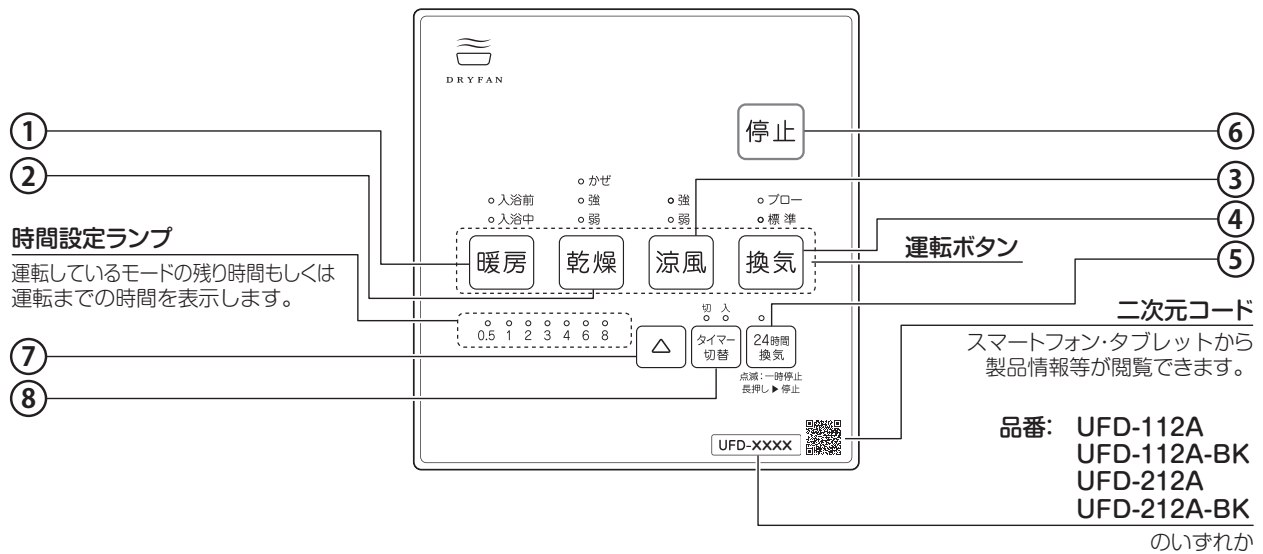 DRYFAN
停止
①
②
⑥
③
④
⑤
かぜ
入浴前
強
強
ブロー
入浴中
弱
弱
標準
暖房
乾燥
涼風
換気
運転ボタン
時間設定ランプ
運転しているモードの残り時間もしくは
運転までの時間を表示します。
0.5 1 2 3 4 6 8
△
切 入
タイマー
切替
24時間
換気
点滅:一時停止
長押し▶停止
⑦
⑧
二次元コード
スマートフォン・タブレットから
製品情報等が閲覧できます。
UFD-XXXX
品番: UFD-112A
UFD-112A-BK
UFD-212A
UFD-212A-BK
のいずれか